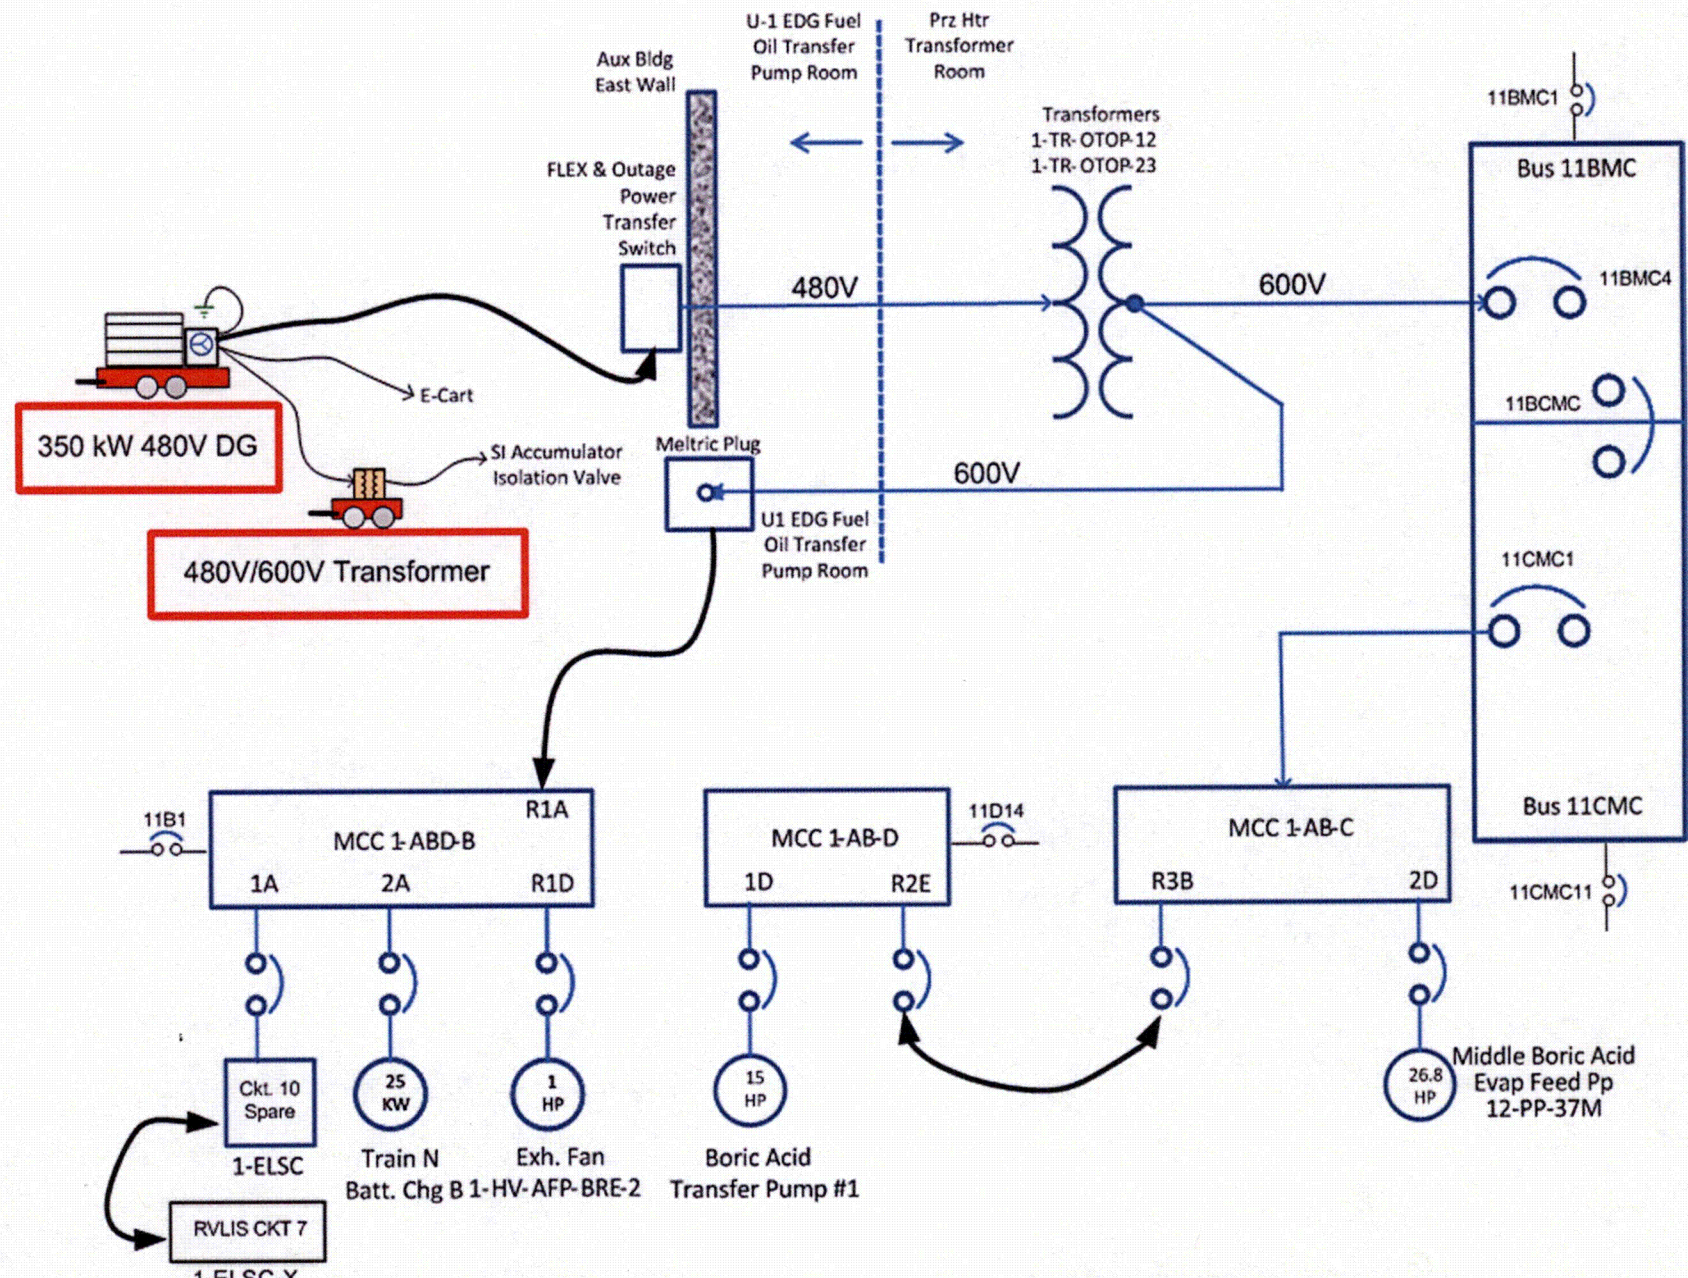 U-1 EDG Fuel
Oil Transfer
Pump Room
Prz Htr
Transformer
Room
Aux Bldg
East Wall
11BMC1
Transformers
1-TR-OTOP-12
1-TR-OTOP-23
Bus 11BMC
FLEX & Outage
Power
Transfer
Switch
480V
600V
11BMC4
E-Cart
11BCMC
350 kW 480V DG
Meltric Plug
SI Accumulator
Isolation Valve
600V
480V/600V Transformer
U1 EDG Fuel
Oil Transfer
Pump Room
11CMC1
11B1
R1A
MCC 1-ABD-B
1A
2A
R1D
MCC 1-AB-D
1D
R2E
11D14
MCC 1-AB-C
R3B
2D
Bus 11CMC
11CMC11
Ckt. 10
Spare
1-ELSC
25
KW
Train N
Batt. Chg B
1
HP
Exh. Fan
1-HV-AFP-BRE-2
15
HP
Boric Acid
Transfer Pump #1
26.8
HP
Middle Boric Acid
Evap Feed Pp
12-PP-37M
RVLIS CKT 7
1-ELSC-X